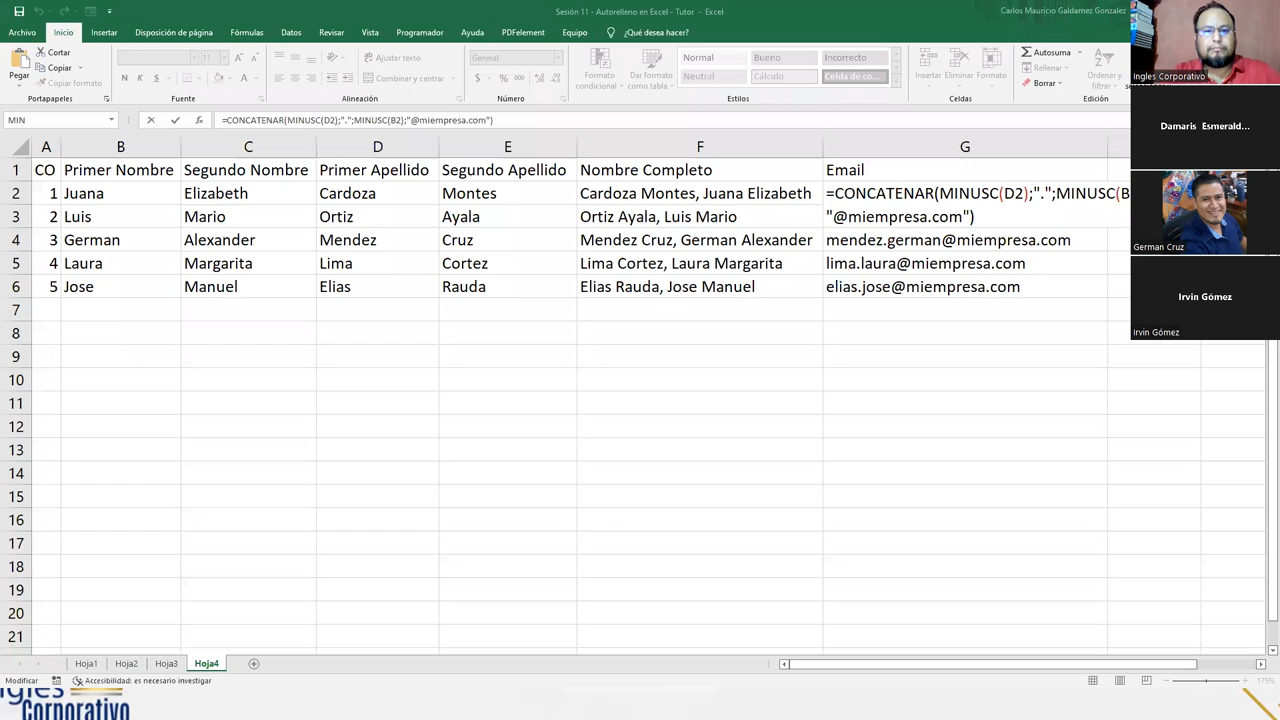 Sesión 11 - Autorelleno en Excel - Tutor - Excel
Carlos Mauricio Galdamez Gonzalez
Archivo Inicio Insertar Disposición de página Fórmulas Datos Revisar Vista Programador Ayuda PDFelement Equipo ¿Qué desea hacer?
Pegar
Cortar
Copiar
Copiar formato
Portapapeles
N K S
Fuente
Ajustar texto
Combinar y centrar
Alineación
General
$ % 000
Número
Formato condicional
Dar formato como tabla
Normal Bueno Incorrecto
Neutral Cálculo Celda de co...
Estilos
Insertar Eliminar Formato
Celdas
Autosuma
Rellenar
Borrar
Ordenar y filtrar
Edición
MIN
fx
=CONCATENAR(MINUSC(D2);".";MINUSC(B2);"@miempresa.com")
A B C D E F G
1 CO Primer Nombre Segundo Nombre Primer Apellido Segundo Apellido Nombre Completo Email
2 1 Juana Elizabeth Cardoza Montes Cardoza Montes, Juana Elizabeth =CONCATENAR(MINUSC(D2);".";MINUSC(B
3 2 Luis Mario Ortiz Ayala Ortiz Ayala, Luis Mario "@miempresa.com")
4 3 German Alexander Mendez Cruz Mendez Cruz, German Alexander mendez.german@miempresa.com
5 4 Laura Margarita Lima Cortez Lima Cortez, Laura Margarita lima.laura@miempresa.com
6 5 Jose Manuel Elias Rauda Elias Rauda, Jose Manuel elias.jose@miempresa.com
7
8
9
10
11
12
13
14
15
16
17
18
19
20
21
Hoja1 Hoja2 Hoja3 Hoja4
Modificar
Accesibilidad: es necesario investigar
175%
Ingles Corporativo
Damaris Esmerald...
German Cruz
Irvin Gómez
Irvin Gómez
Ingles
Corporativo